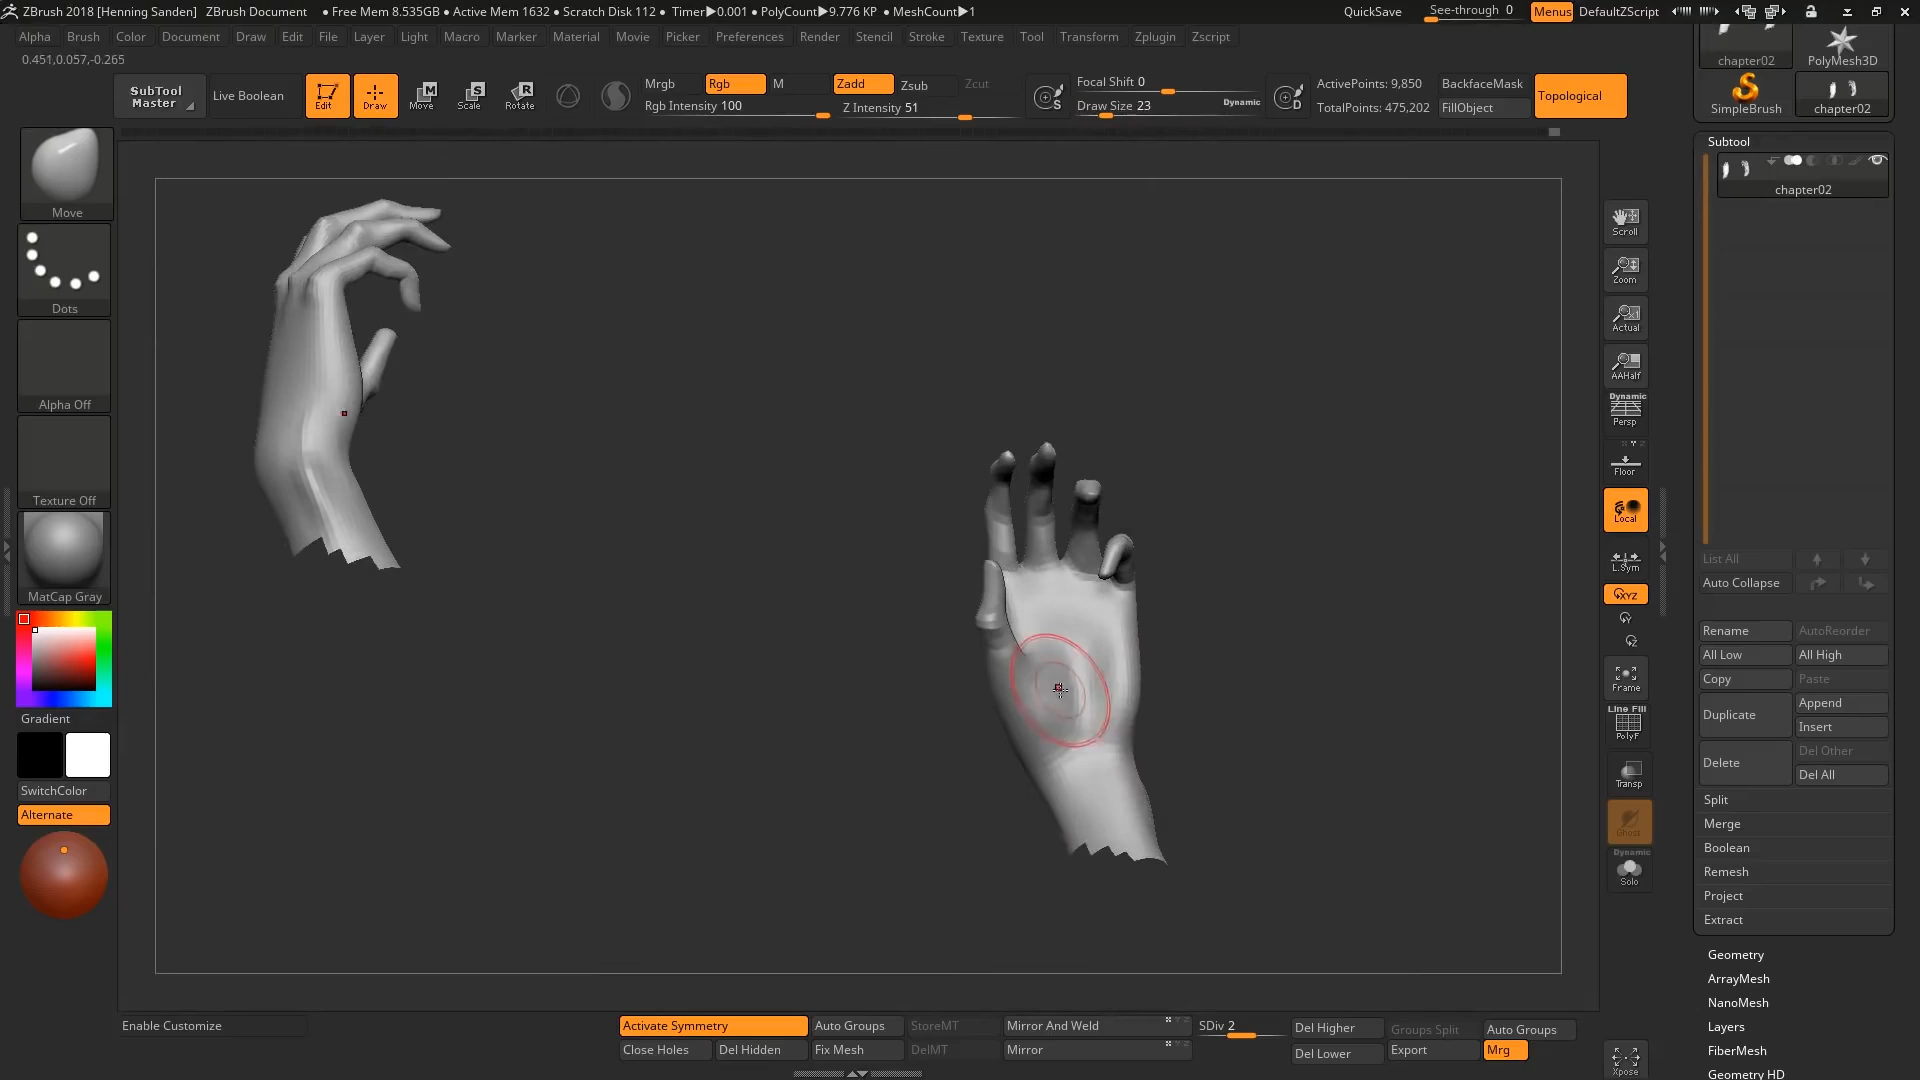 ZBrush 2018 [Henning Sanden] ZBrush Document • Free Mem 8.535GB • Active Mem 1632 • Scratch Disk 112 • Timer▶0.001 • PolyCount▶9.776 KP • MeshCount▶1 QuickSave See-through 0 Menus DefaultZScript
Alpha Brush Color Document Draw Edit File Layer Light Macro Marker Material Movie Picker Preferences Render Stencil Stroke Texture Tool Transform Zplugin Zscript
0.451,0.057,-0.265
SubTool Master
Live Boolean
Edit
Draw
Move
Scale
Rotate
Mrgb Rgb M Zadd Zsub Zcut
Rgb Intensity 100 Z Intensity 51
Focal Shift 0
Draw Size 23 Dynamic
ActivePoints: 9,850
TotalPoints: 475,202
BackfaceMask
FillObject
Topological
chapter02
PolyMesh3D
SimpleBrush
chapter02
Move
Dots
Alpha Off
Texture Off
MatCap Gray
Gradient
SwitchColor
Alternate
Scroll
Zoom
Actual
AAHalf
Dynamic
Persp
Floor
Local
L.Sym
XYZ
Y
Z
Frame
Line Fill
PolyF
Transp
Ghost
Dynamic
Solo
Xpose
Subtool
chapter02
List All
Auto Collapse
Rename AutoReorder
All Low All High
Copy Paste
Duplicate Append
Insert
Delete Del Other
Del All
Split
Merge
Boolean
Remesh
Project
Extract
Geometry
ArrayMesh
NanoMesh
Layers
FiberMesh
Geometry HD
Enable Customize
Activate Symmetry Auto Groups StoreMT Mirror And Weld SDiv 2 Del Higher Groups Split Auto Groups
Close Holes Del Hidden Fix Mesh DelMT Mirror Del Lower Export Mrg